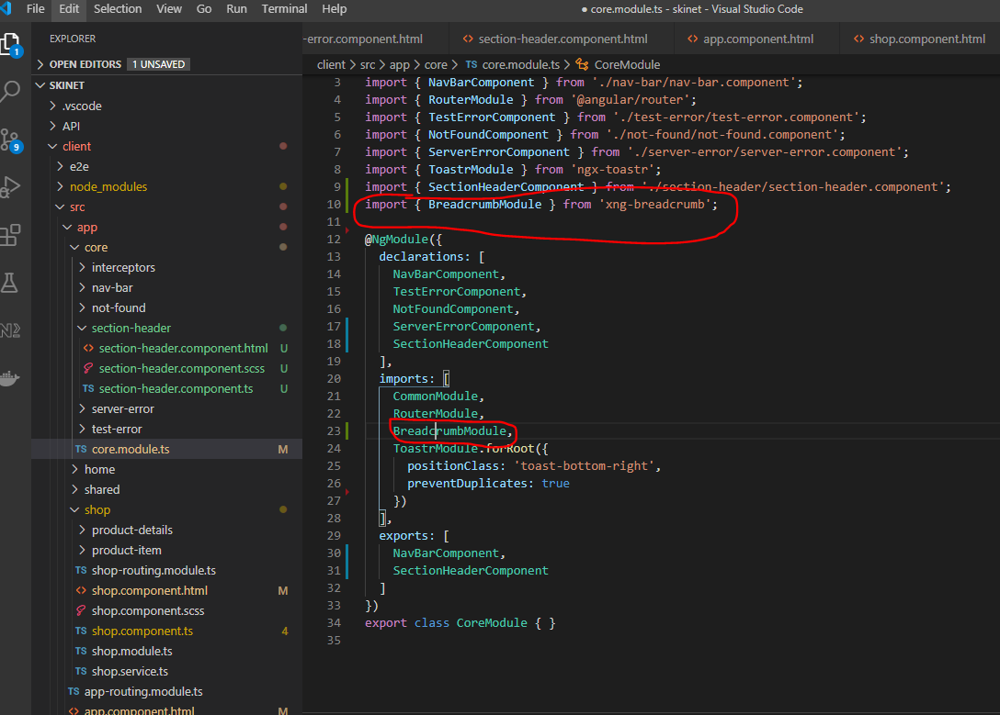 File Edit Selection View Go Run Terminal Help ● core.module.ts - skinet - Visual Studio Code
EXPLORER
-error.component.html <> section-header.component.html <> app.component.html <> shop.component.html
OPEN EDITORS 1 UNSAVED
client > src > app > core > TS core.module.ts > CoreModule
SKINET
.vscode
API
client
e2e
node_modules
src
app
core
interceptors
nav-bar
not-found
section-header
<> section-header.component.html U
section-header.component.scss U
TS section-header.component.ts U
server-error
test-error
TS core.module.ts M
home
shared
shop
product-details
product-item
TS shop-routing.module.ts
<> shop.component.html M
shop.component.scss
TS shop.component.ts 4
TS shop.module.ts
TS shop.service.ts
TS app-routing.module.ts
<> app.component.html M
1
9
3 import { NavBarComponent } from './nav-bar/nav-bar.component';
4 import { RouterModule } from '@angular/router';
5 import { TestErrorComponent } from './test-error/test-error.component';
6 import { NotFoundComponent } from './not-found/not-found.component';
7 import { ServerErrorComponent } from './server-error/server-error.component';
8 import { ToastrModule } from 'ngx-toastr';
9 import { SectionHeaderComponent } from './section-header/section-header.component';
10 import { BreadcrumbModule } from 'xng-breadcrumb';
11
12 @NgModule({
13 declarations: [
14 NavBarComponent,
15 TestErrorComponent,
16 NotFoundComponent,
17 ServerErrorComponent,
18 SectionHeaderComponent
19 ],
20 imports: [
21 CommonModule,
22 RouterModule,
23 BreadcrumbModule,
24 ToastrModule.forRoot({
25 positionClass: 'toast-bottom-right',
26 preventDuplicates: true
27 })
28 ],
29 exports: [
30 NavBarComponent,
31 SectionHeaderComponent
32 ]
33 })
34 export class CoreModule { }
35